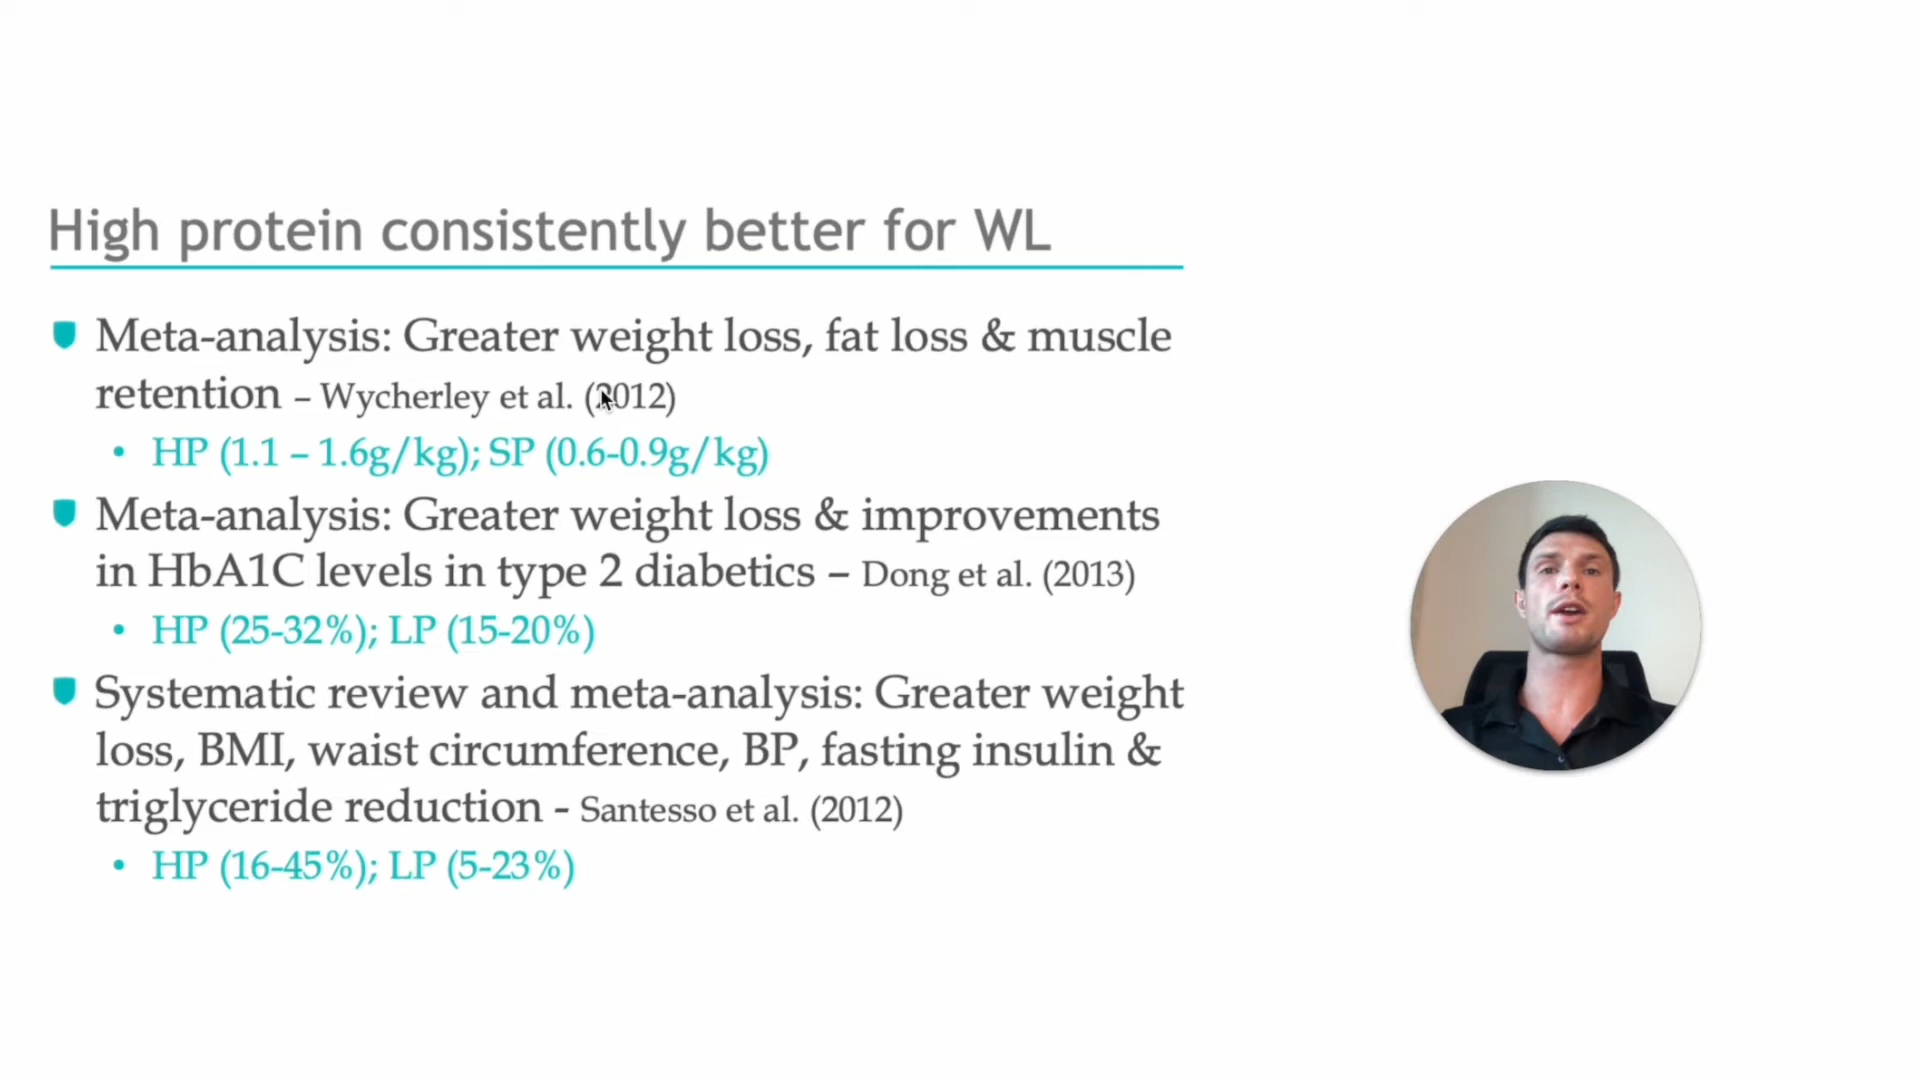 High protein consistently better for WL
Meta-analysis: Greater weight loss, fat loss & muscle
retention – Wycherley et al. (2012)
• HP (1.1 – 1.6g/kg); SP (0.6-0.9g/kg)
Meta-analysis: Greater weight loss & improvements
in HbA1C levels in type 2 diabetics – Dong et al. (2013)
• HP (25-32%); LP (15-20%)
Systematic review and meta-analysis: Greater weight
loss, BMI, waist circumference, BP, fasting insulin &
triglyceride reduction - Santesso et al. (2012)
• HP (16-45%); LP (5-23%)